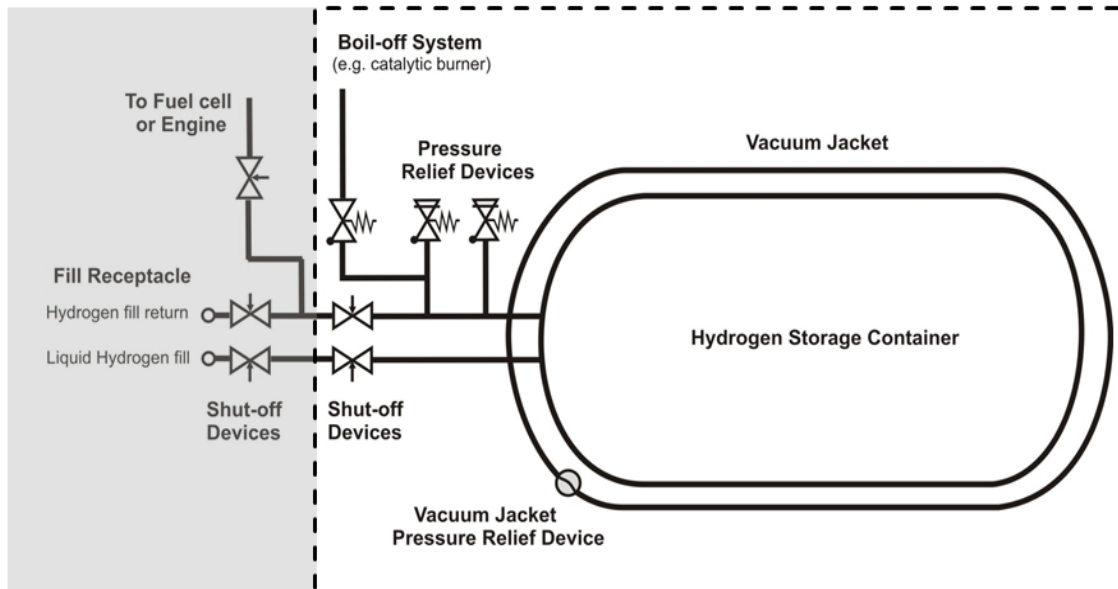 Boil-off System
(e.g. catalytic burner)
To Fuel cell
or Engine
Pressure
Relief Devices
Vacuum Jacket
Fill Receptacle
Hydrogen fill return
Liquid Hydrogen fill
Hydrogen Storage Container
Shut-off
Devices
Shut-off
Devices
Vacuum Jacket
Pressure Relief Device